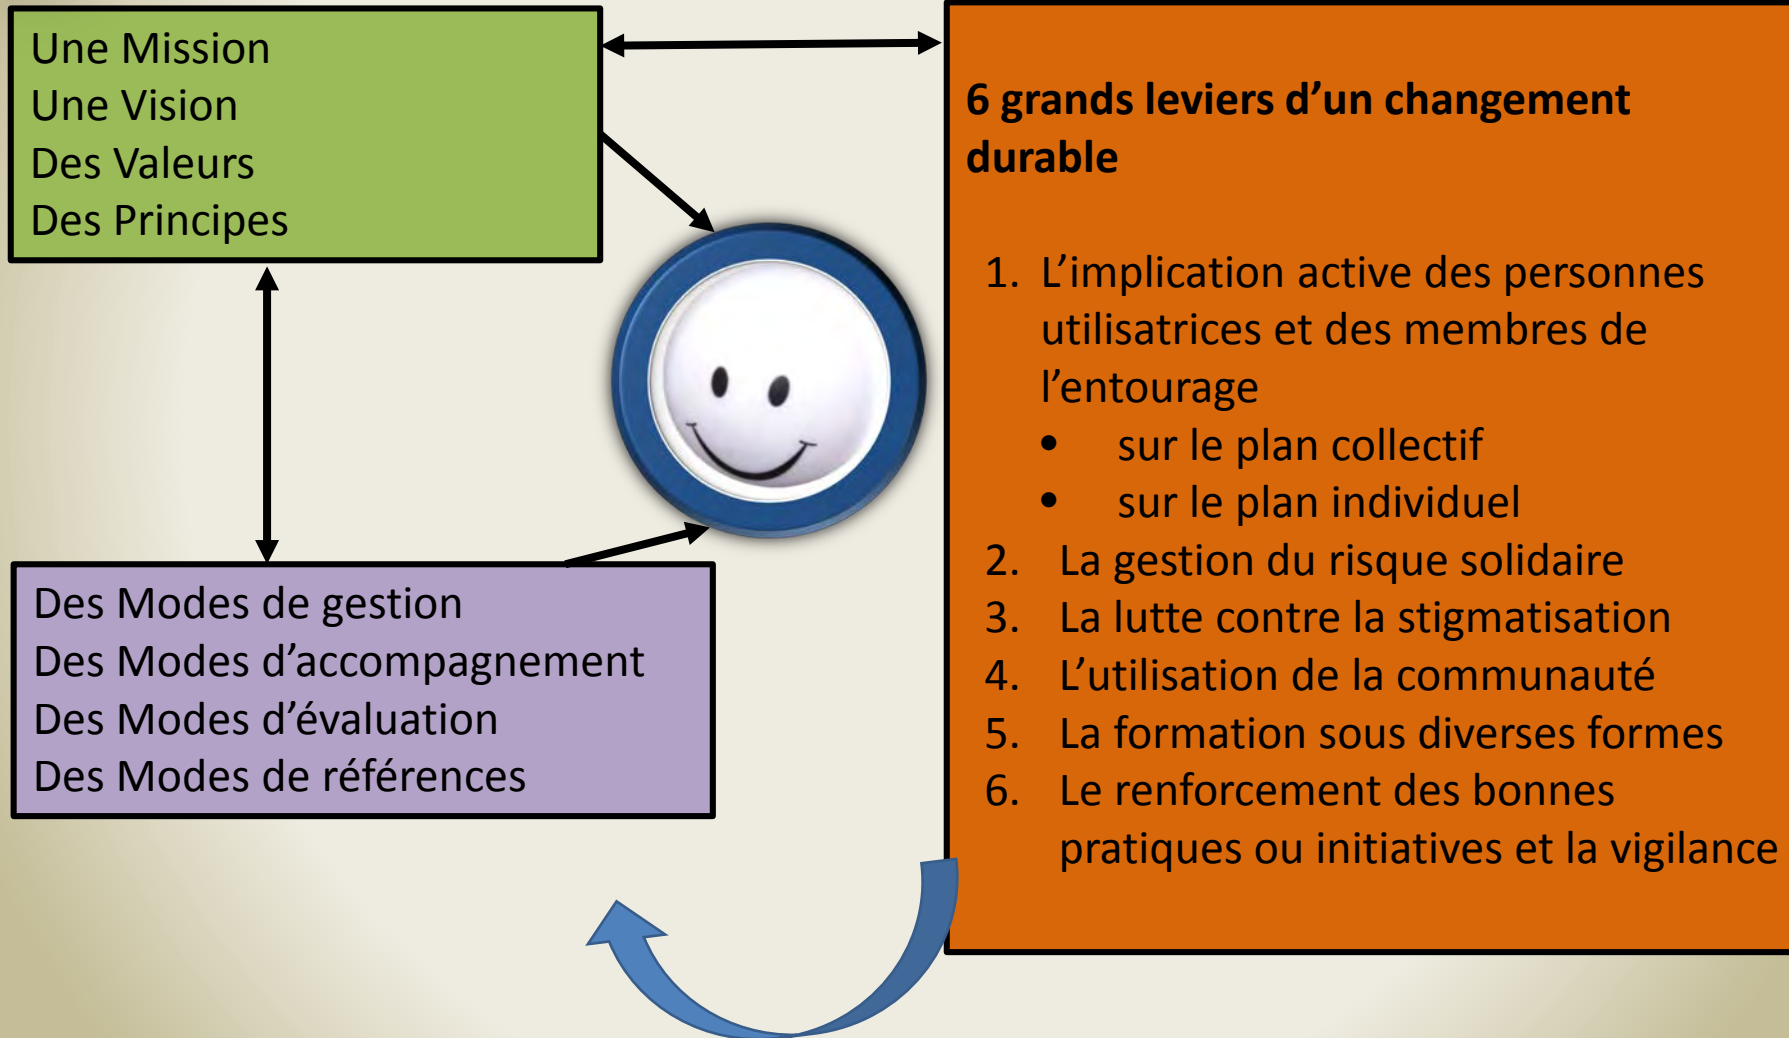 Une Mission
Une Vision
Des Valeurs
Des Principes
Des Modes de gestion
Des Modes d’accompagnement
Des Modes d’évaluation
Des Modes de références
6 grands leviers d’un changement
durable
1. L’implication active des personnes
utilisatrices et des membres de
l’entourage
• sur le plan collectif
• sur le plan individuel
2. La gestion du risque solidaire
3. La lutte contre la stigmatisation
4. L’utilisation de la communauté
5. La formation sous diverses formes
6. Le renforcement des bonnes
pratiques ou initiatives et la vigilance